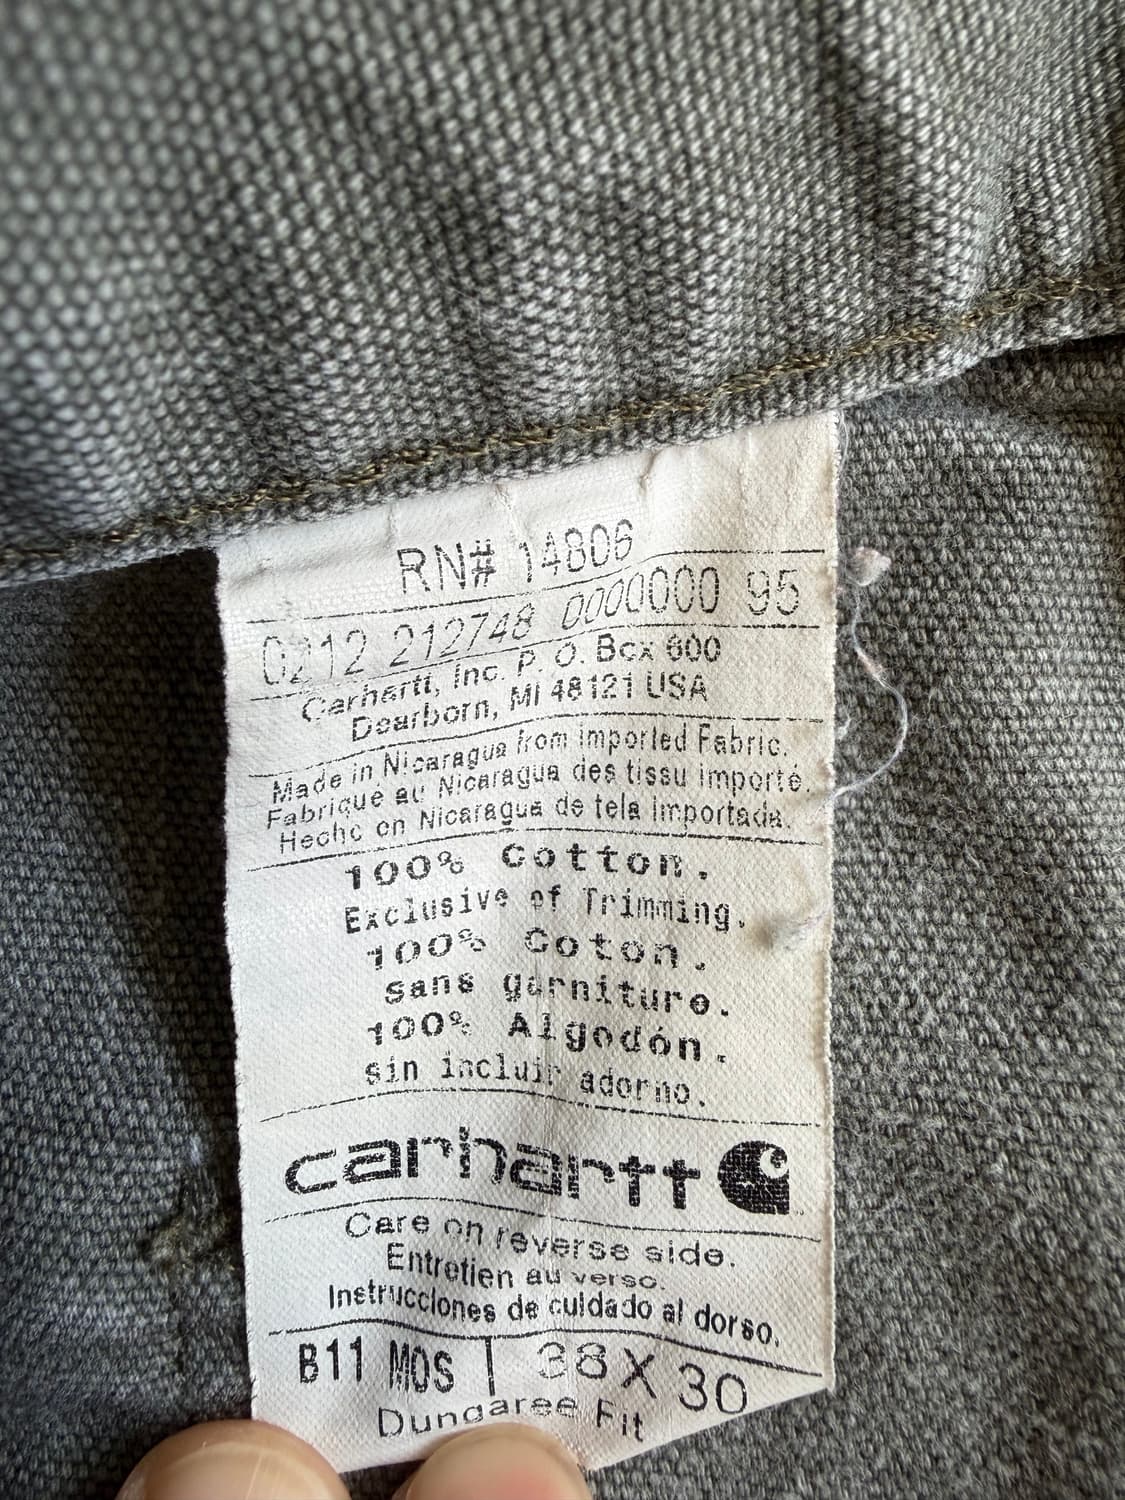 RN# 14806
0212 212748 0000000 95
Carhartt, Inc. P. O. Box 600
Dearborn, MI 48121 USA
Made in Nicaragua from imported Fabric.
Fabriqué au Nicaragua des tissu importé.
Hecho en Nicaragua de tela importada.
100% Cotton.
Exclusive of Trimming.
100% Coton.
sans garniture.
100% Algodón.
sin incluir adorno.
carhartt
Care on reverse side.
Entretien au verso.
Instrucciones de cuidado al dorso.
B11 MOS | 38 X 30
Dungaree Fit